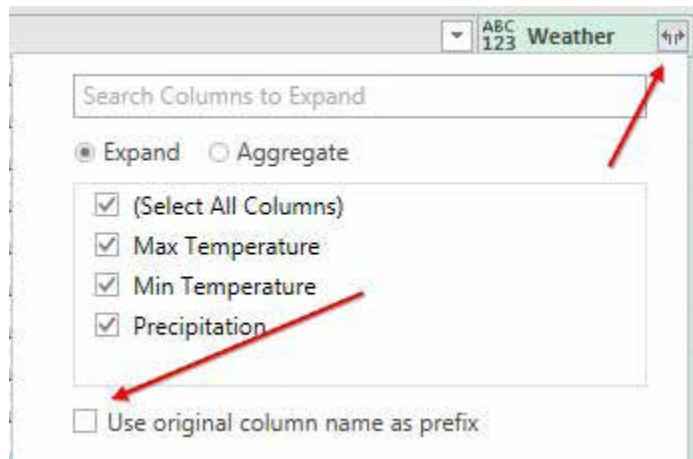 ABC
123 Weather
Search Columns to Expand
Expand Aggregate
(Select All Columns)
Max Temperature
Min Temperature
Precipitation
Use original column name as prefix